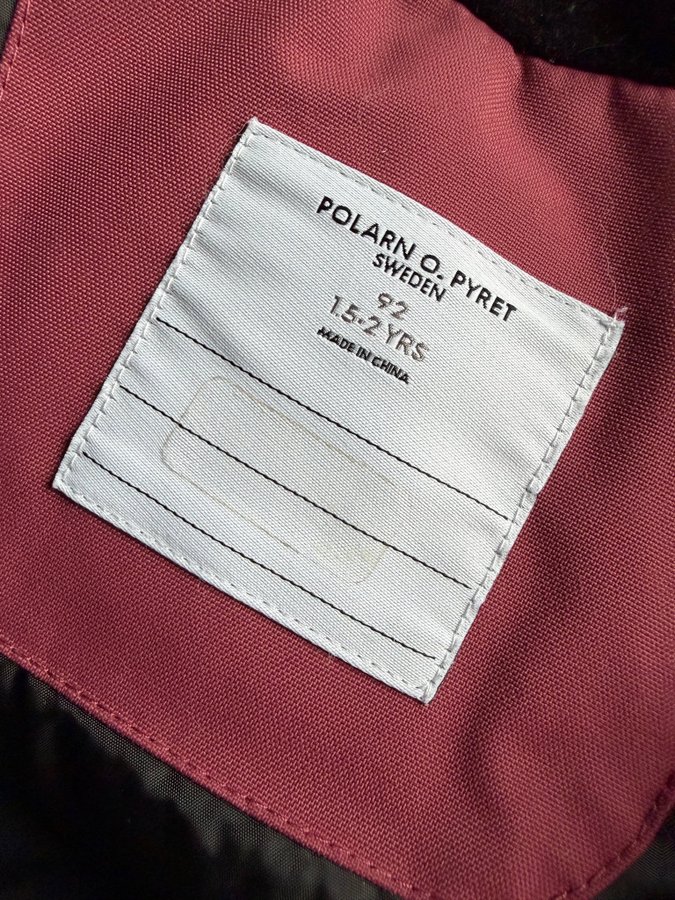 POLARN O. PYRET
SWEDEN
92
1.5-2 YRS
MADE IN CHINA